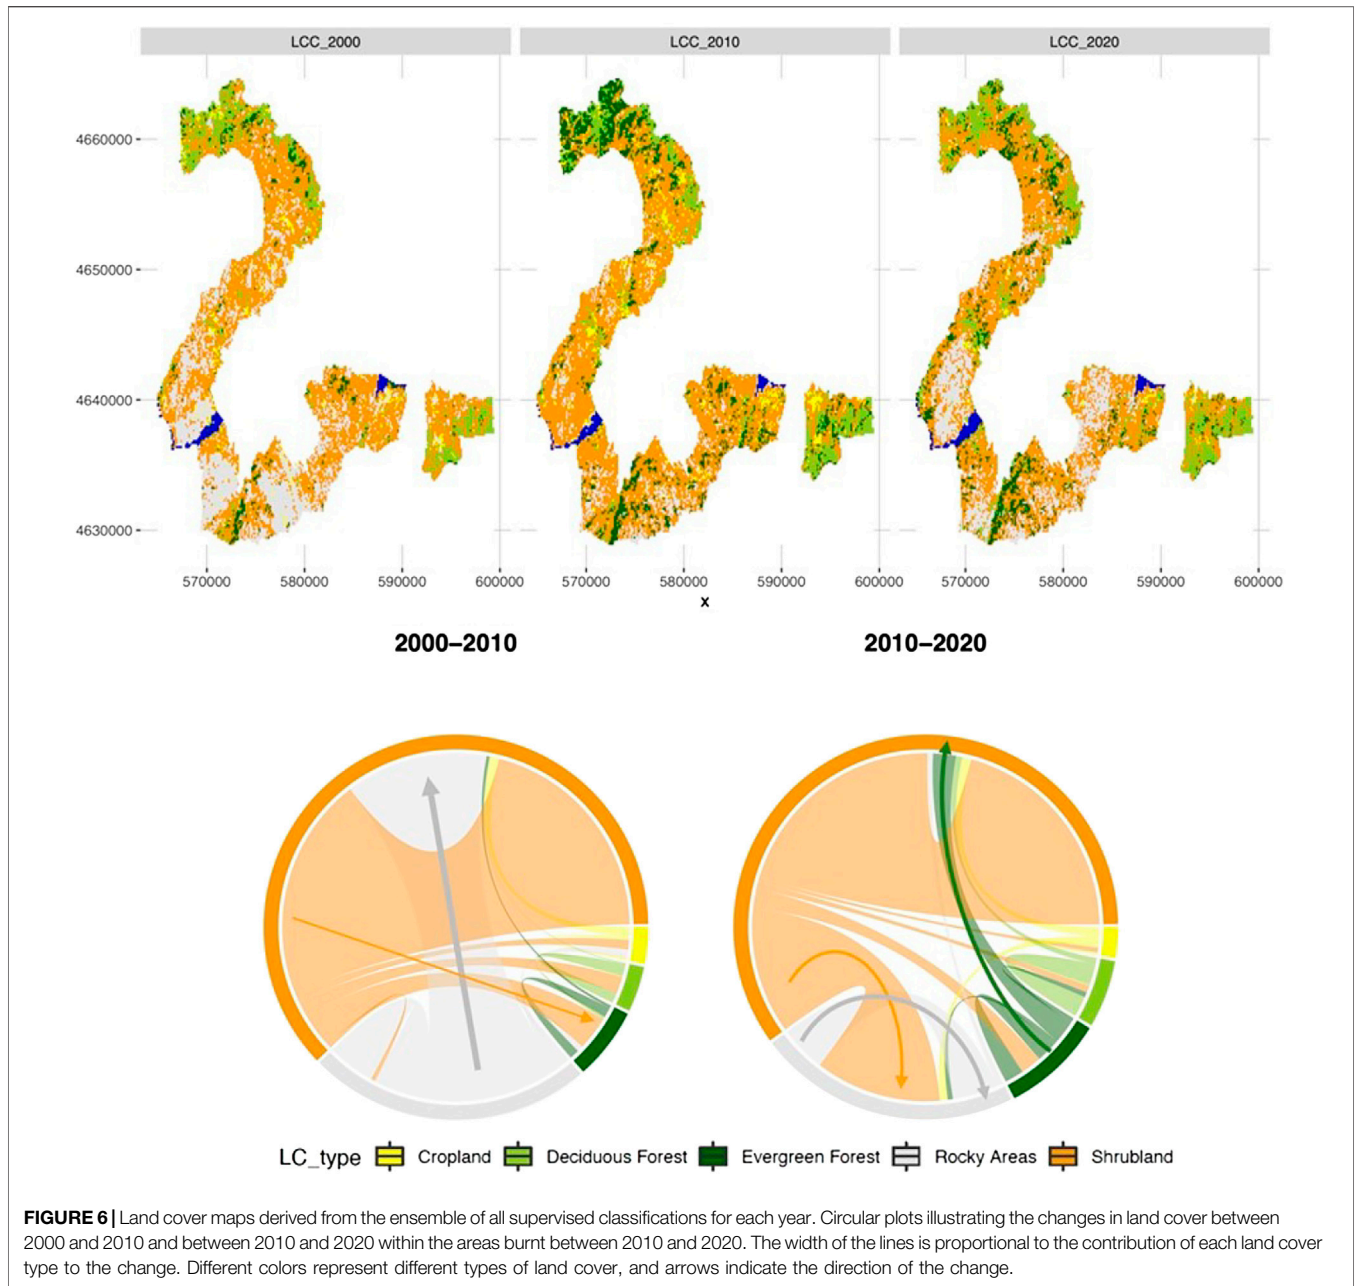 LCC_2000 LCC_2010 LCC_2020
4660000
4650000
4640000
4630000
570000 580000 590000 600000 570000 580000 590000 600000 570000 580000 590000 600000
x
2000–2010 2010–2020
LC_type Cropland Deciduous Forest Evergreen Forest Rocky Areas Shrubland
FIGURE 6 | Land cover maps derived from the ensemble of all supervised classifications for each year. Circular plots illustrating the changes in land cover between
2000 and 2010 and between 2010 and 2020 within the areas burnt between 2010 and 2020. The width of the lines is proportional to the contribution of each land cover
type to the change. Different colors represent different types of land cover, and arrows indicate the direction of the change.